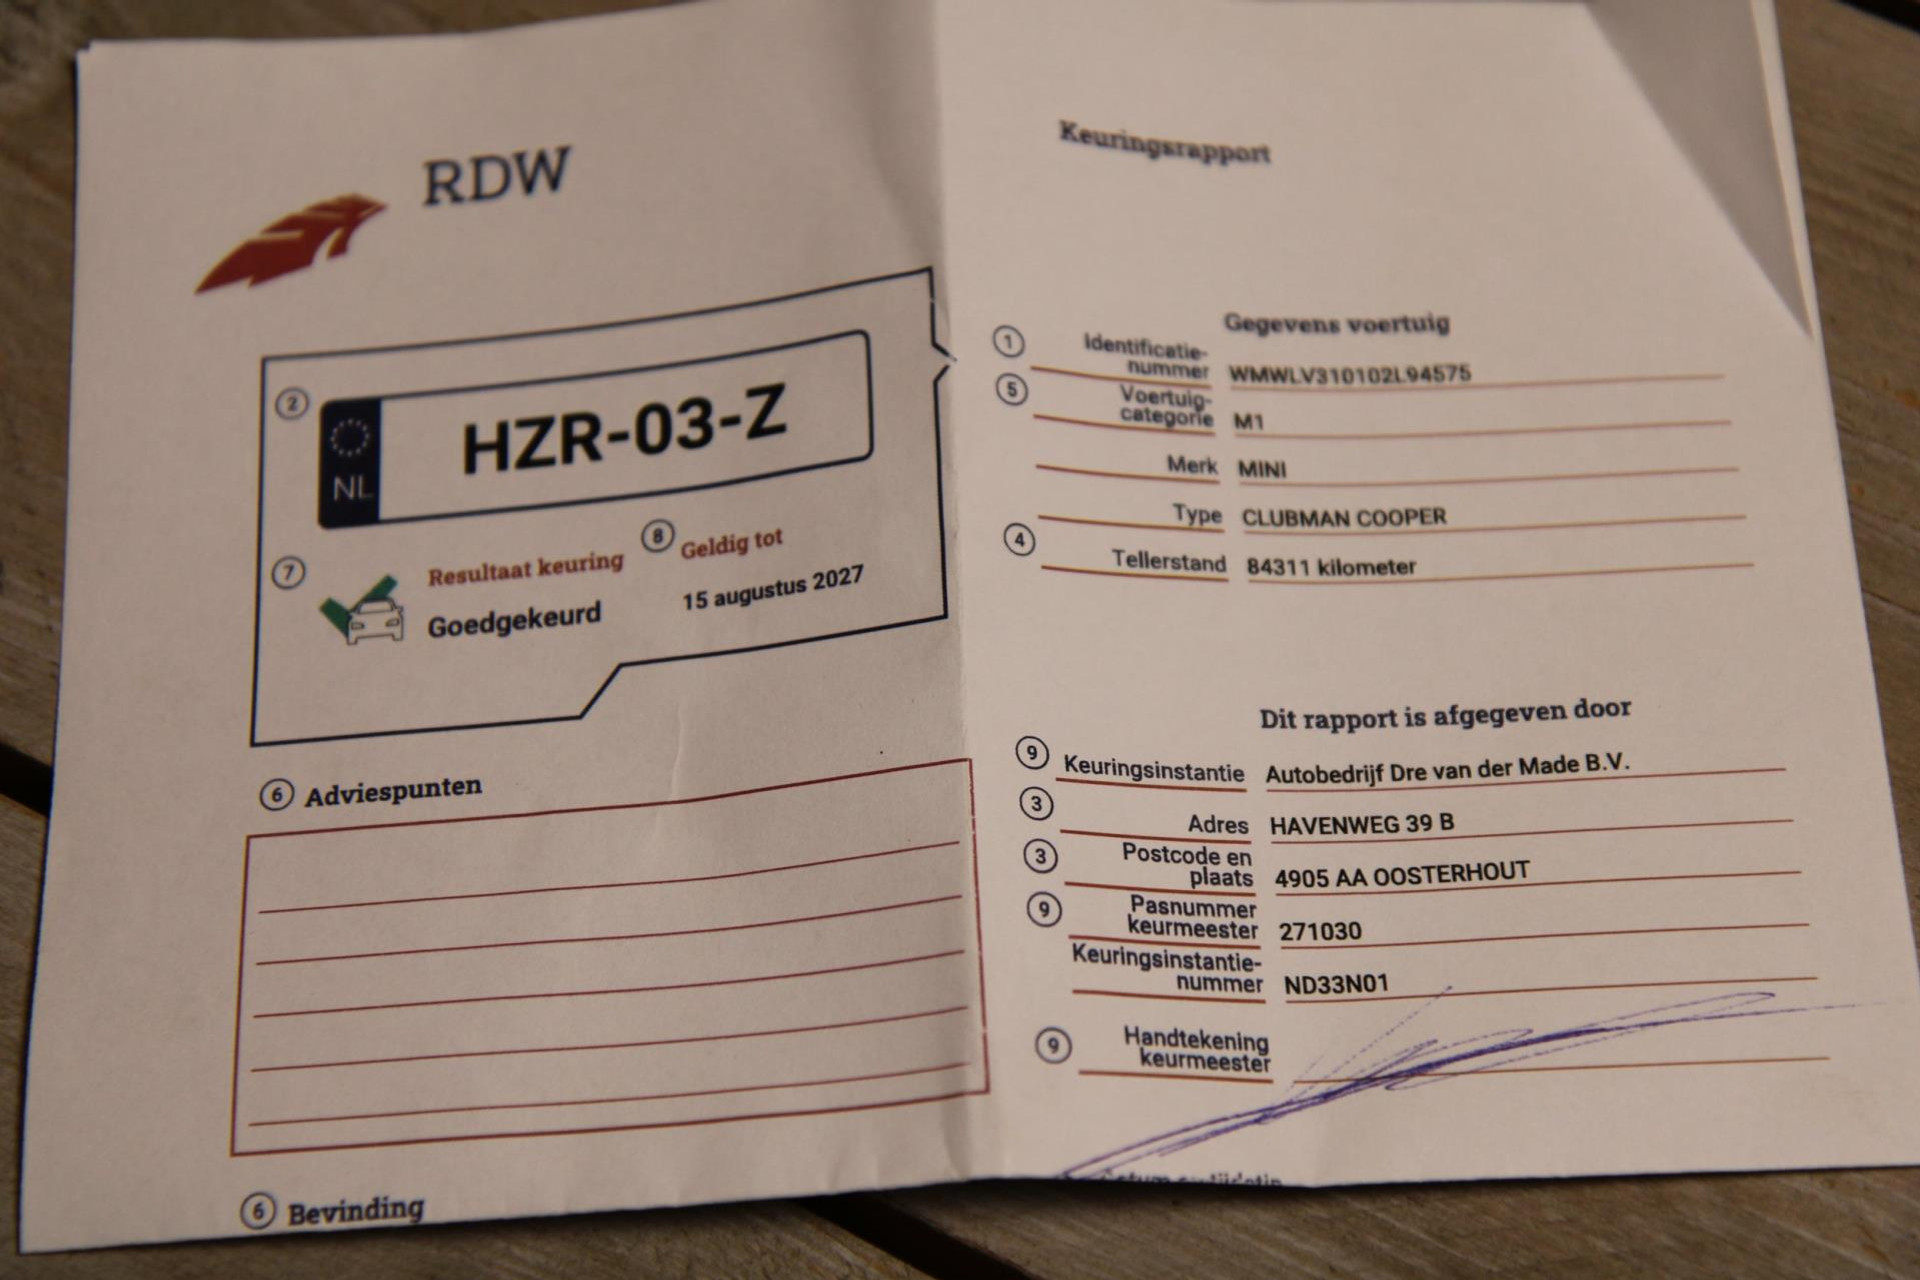 RDW
2
NL
HZR-03-Z
7
Resultaat keuring
Goedgekeurd
8
Geldig tot
15 augustus 2027
6 Adviespunten
6 Bevinding
Keuringsrapport
Gegevens voertuig
1 Identificatie-
nummer WMWLV310102L94575
5 Voertuig-
categorie M1
Merk MINI
Type CLUBMAN COOPER
4 Tellerstand 84311 kilometer
Dit rapport is afgegeven door
9 Keuringsinstantie Autobedrijf Dre van der Made B.V.
3 Adres HAVENWEG 39 B
3 Postcode en
plaats 4905 AA OOSTERHOUT
9 Pasnummer
keurmeester 271030
Keuringsinstantie-
nummer ND33N01
9 Handtekening
keurmeester